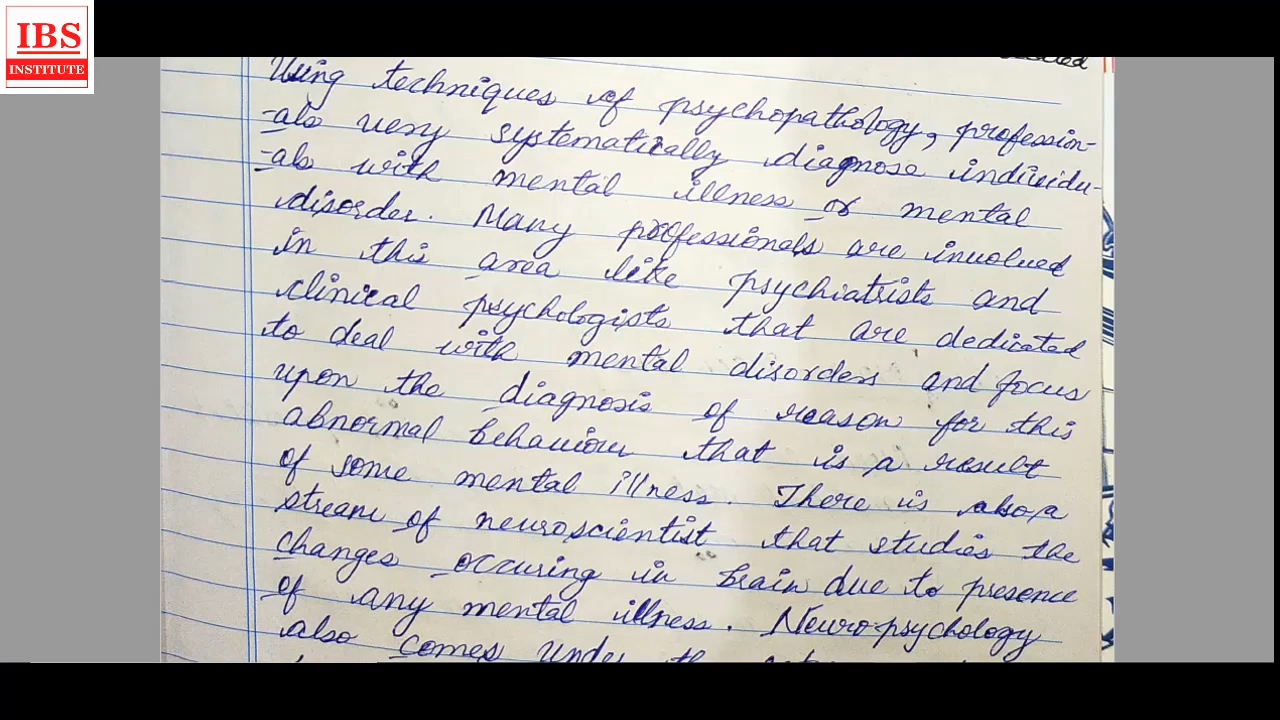 IBS
INSTITUTE
Using techniques of psychopathology, profession-
-als very systematically diagnose individu-
-als with mental illness or mental
disorder. Many professionals are involved
in this area like psychiatrists and
clinical psychologists that are dedicated
to deal with mental disorders and focus
upon the diagnosis of reason for this
abnormal behaviour that is a result
of some mental illness. There is also a
stream of neuroscientist that studies the
changes occuring in brain due to presence
of any mental illness. Neuropsychology
also comes under the